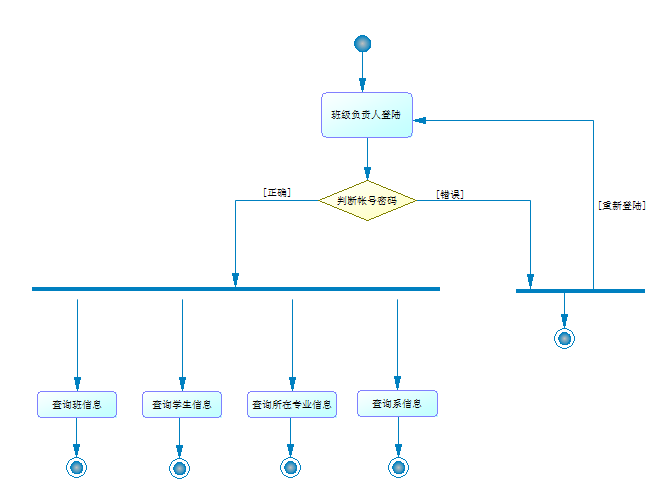 班级负责人登陆
判断帐号密码
[正确]
[错误]
[重新登陆]
查询班信息
查询学生信息
查询所在专业信息
查询系信息